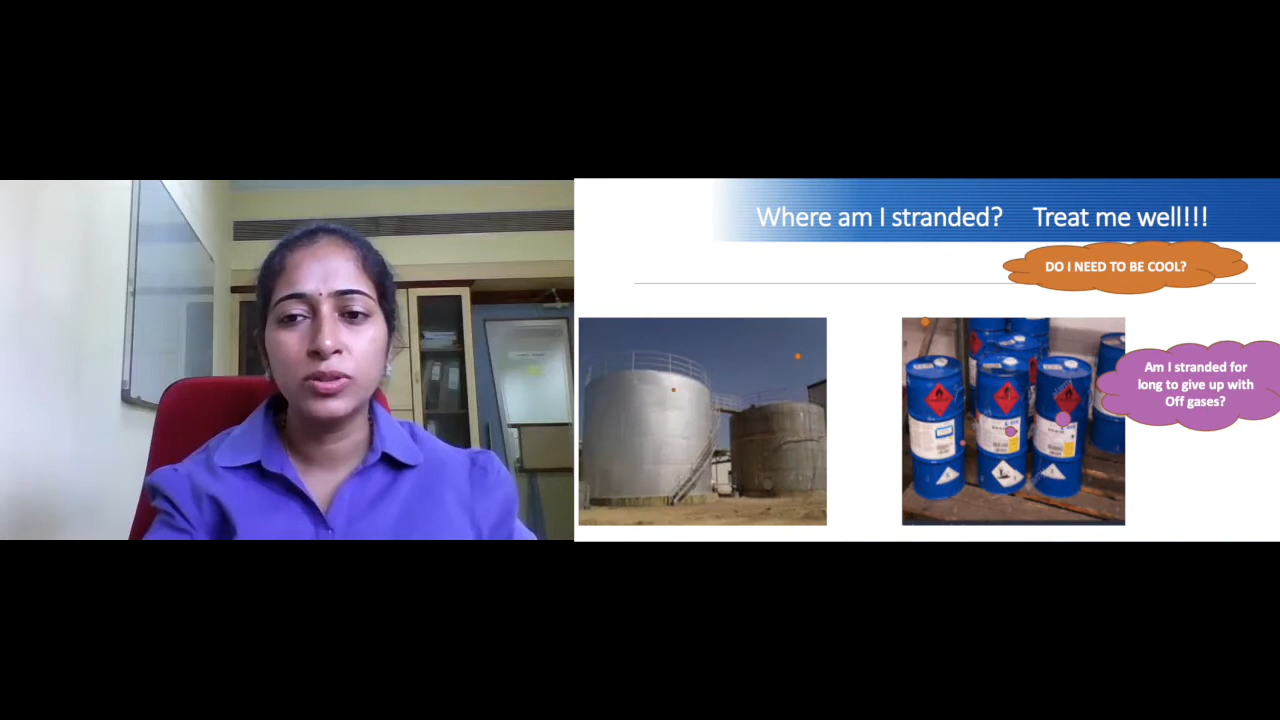 Where am I stranded? Treat me well!!!
DO I NEED TO BE COOL?
Am I stranded for
long to give up with
Off gases?